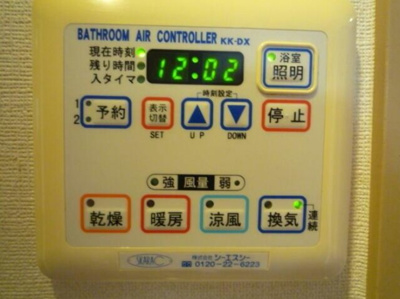 BATHROOM AIR CONTROLLER KK-DX
現在時刻
残り時間
入タイマ
12:02
浴室
照明
1
2
予約
表示
切替
SET
時刻設定
UP
DOWN
停止
強 風量 弱
乾燥
暖房
涼風
換気
連続
株式会社 シーエスシー
0120-22-6223